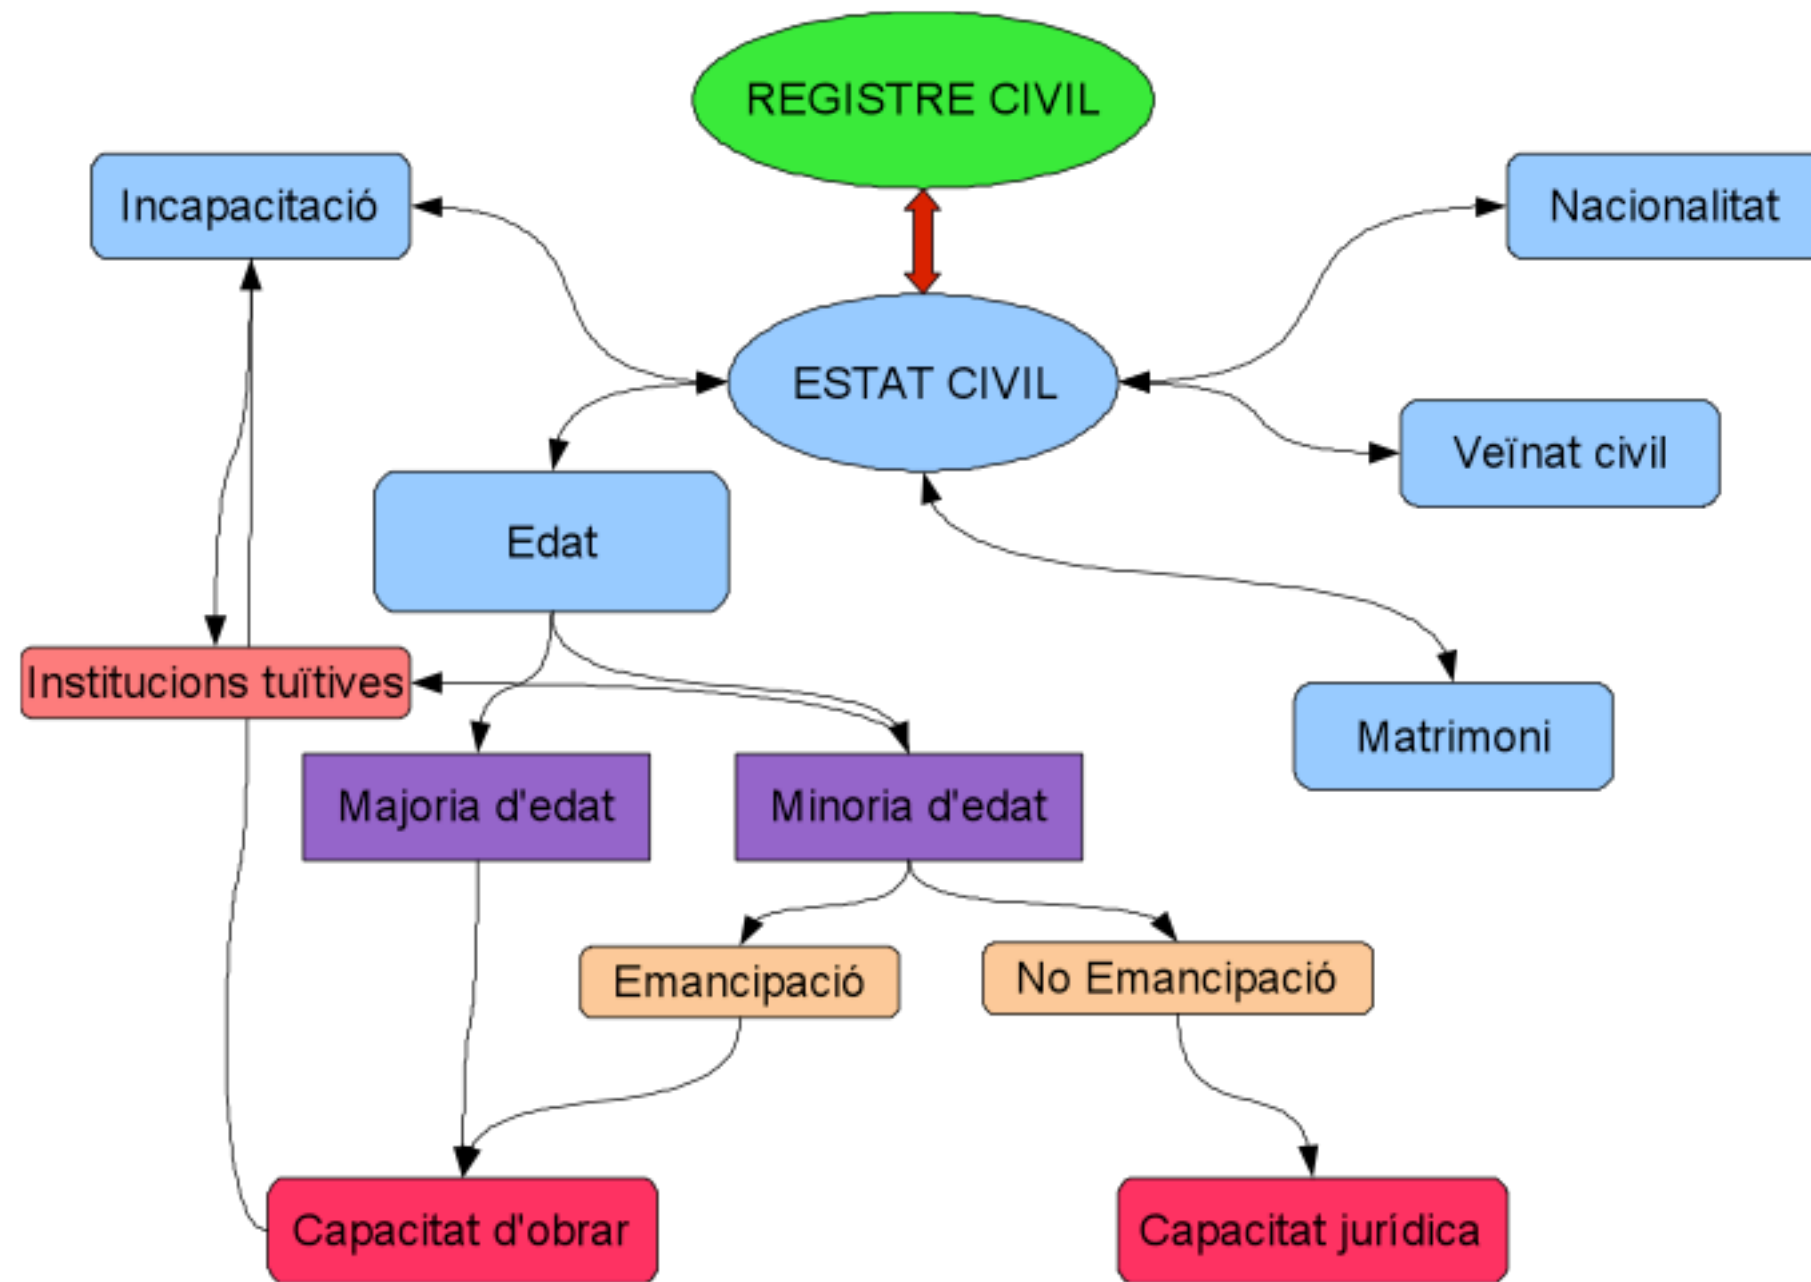 REGISTRE CIVIL
Incapacitació
Nacionalitat
ESTAT CIVIL
Veïnat civil
Edat
Institucions tuïtives
Matrimoni
Majoria d'edat
Minoria d'edat
Emancipació
No Emancipació
Capacitat d'obrar
Capacitat jurídica